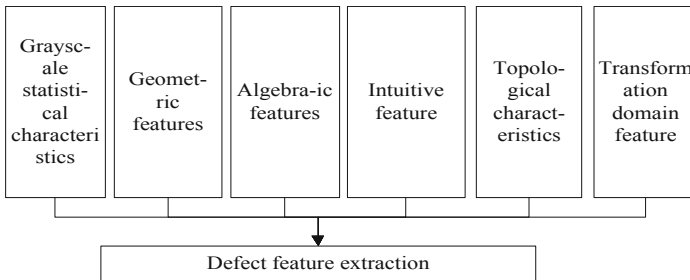 Graysc-
ale
statisti-
cal
characteri
stics
Geomet-
ric
features
Algebra-ic
features
Intuitive
feature
Topolo-
gical
charact-
eristics
Transform
ation
domain
feature
Defect feature extraction